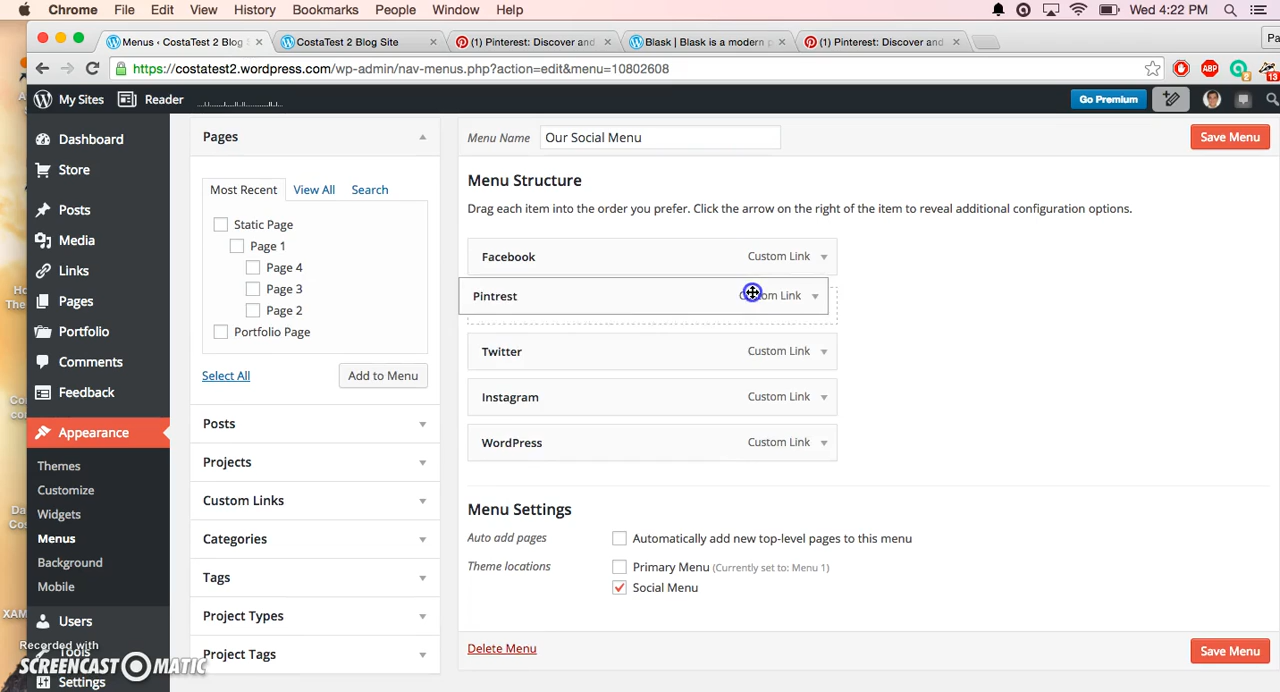 Chrome File Edit View History Bookmarks People Window Help Wed 4:22 PM
Menus ‹ CostaTest 2 Blog CostaTest 2 Blog Site (1) Pinterest: Discover and Blask | Blask is a modern p (1) Pinterest: Discover and Pa
https://costatest2.wordpress.com/wp-admin/nav-menus.php?action=edit&menu=10802608 ABP 2 13
My Sites Reader Go Premium
Dashboard
Store
Posts
Media
Links
Pages
Portfolio
Comments
Feedback
Appearance
Themes
Customize
Widgets
Menus
Background
Mobile
Users
Tools
Settings
Recorded with
SCREENCAST MATIC
Pages
Most Recent View All Search
Static Page
Page 1
Page 4
Page 3
Page 2
Portfolio Page
Select All Add to Menu
Posts
Projects
Custom Links
Categories
Tags
Project Types
Project Tags
Menu Name Our Social Menu Save Menu
Menu Structure
Drag each item into the order you prefer. Click the arrow on the right of the item to reveal additional configuration options.
Facebook Custom Link
Pintrest Custom Link
Twitter Custom Link
Instagram Custom Link
WordPress Custom Link
Menu Settings
Auto add pages Automatically add new top-level pages to this menu
Theme locations Primary Menu (Currently set to: Menu 1)
Social Menu
Delete Menu Save Menu